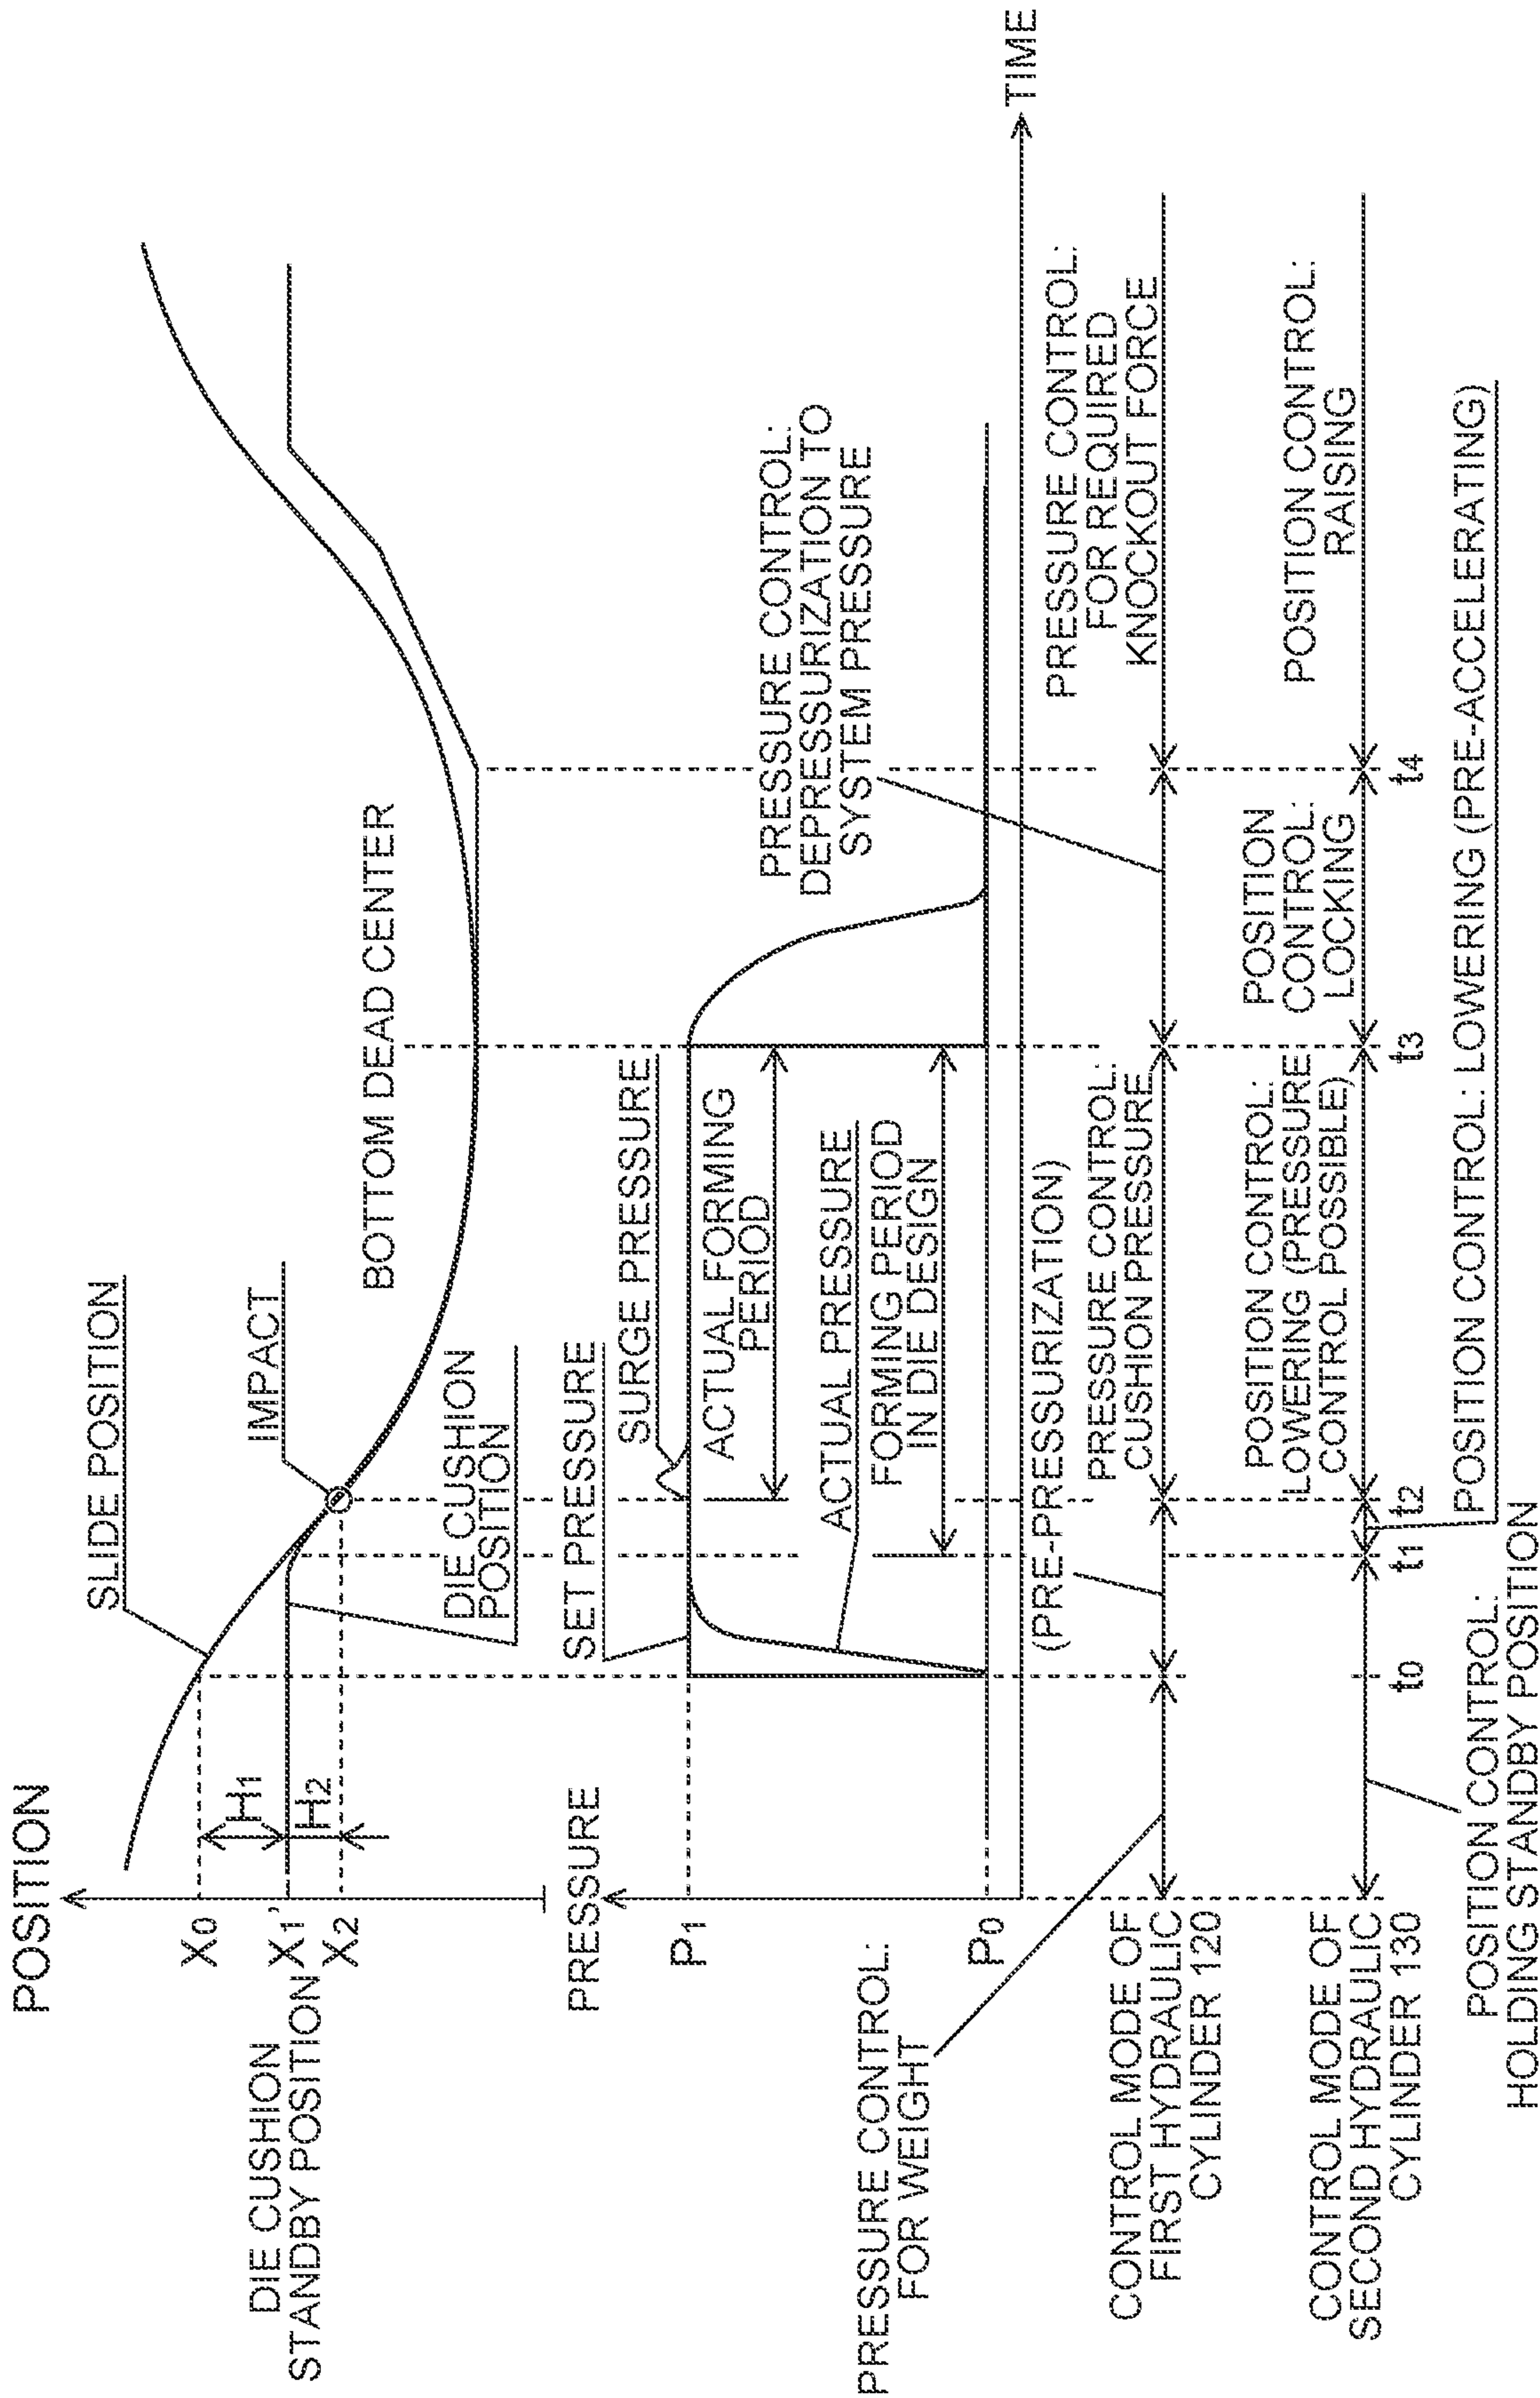 POSITION
SLIDE POSITION
IMPACT
BOTTOM DEAD CENTER
X0
H1
DIE CUSHION
STANDBY POSITION
X1
,
H2
X2
DIE CUSHION
POSITION
PRESSURE
SET PRESSURE
SURGE PRESSURE
P1
ACTUAL FORMING
PERIOD
ACTUAL PRESSURE
FORMING PERIOD
IN DIE DESIGN
PRESSURE CONTROL:
DEPRESSURIZATION TO
SYSTEM PRESSURE
P0
TIME
PRESSURE CONTROL:
FOR WEIGHT
(PRE-PRESSURIZATION)
PRESSURE CONTROL:
CUSHION PRESSURE
PRESSURE CONTROL:
FOR REQUIRED
KNOCKOUT FORCE
CONTROL MODE OF
FIRST HYDRAULIC
CYLINDER 120
POSITION CONTROL:
LOWERING (PRESSURE
CONTROL POSSIBLE)
POSITION
CONTROL:
LOCKING
POSITION CONTROL:
RAISING
CONTROL MODE OF
SECOND HYDRAULIC
CYLINDER 130
t0
t1
t2
t3
t4
POSITION CONTROL:
HOLDING STANDBY POSITION
POSITION CONTROL: LOWERING (PRE-ACCELERATING)